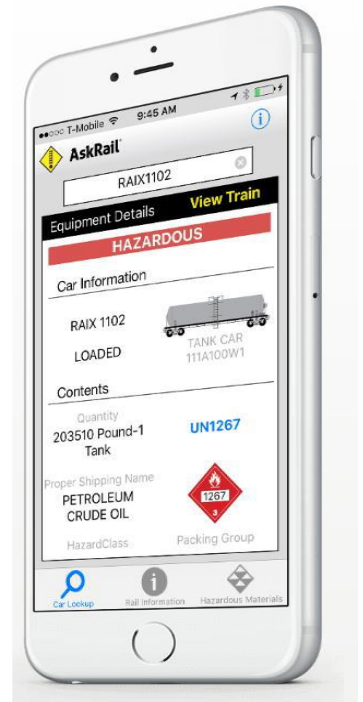 T-Mobile 9:45 AM
AskRail
RAIX1102
Equipment Details View Train
HAZARDOUS
Car Information
RAIX 1102
LOADED
TANK CAR
111A100W1
Contents
Quantity
203510 Pound-1
Tank
UN1267
Proper Shipping Name
PETROLEUM
CRUDE OIL
1267
3
HazardClass
Packing Group
Car Lookup
Rail Information
Hazardous Materials